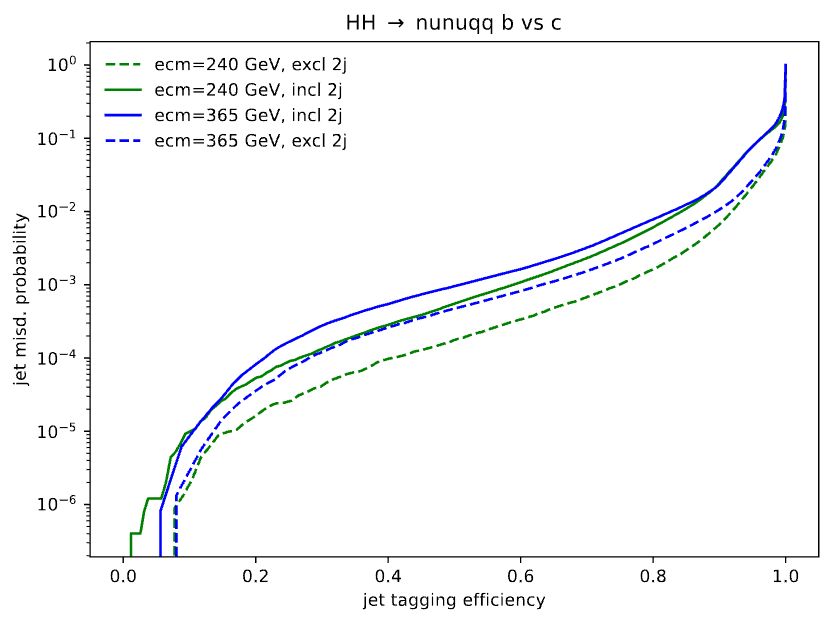 HH → nunuqq b vs c
ecm=240 GeV, excl 2j
ecm=240 GeV, incl 2j
ecm=365 GeV, incl 2j
ecm=365 GeV, excl 2j
jet misd. probability
10⁰
10⁻¹
10⁻²
10⁻³
10⁻⁴
10⁻⁵
10⁻⁶
0.0 0.2 0.4 0.6 0.8 1.0
jet tagging efficiency